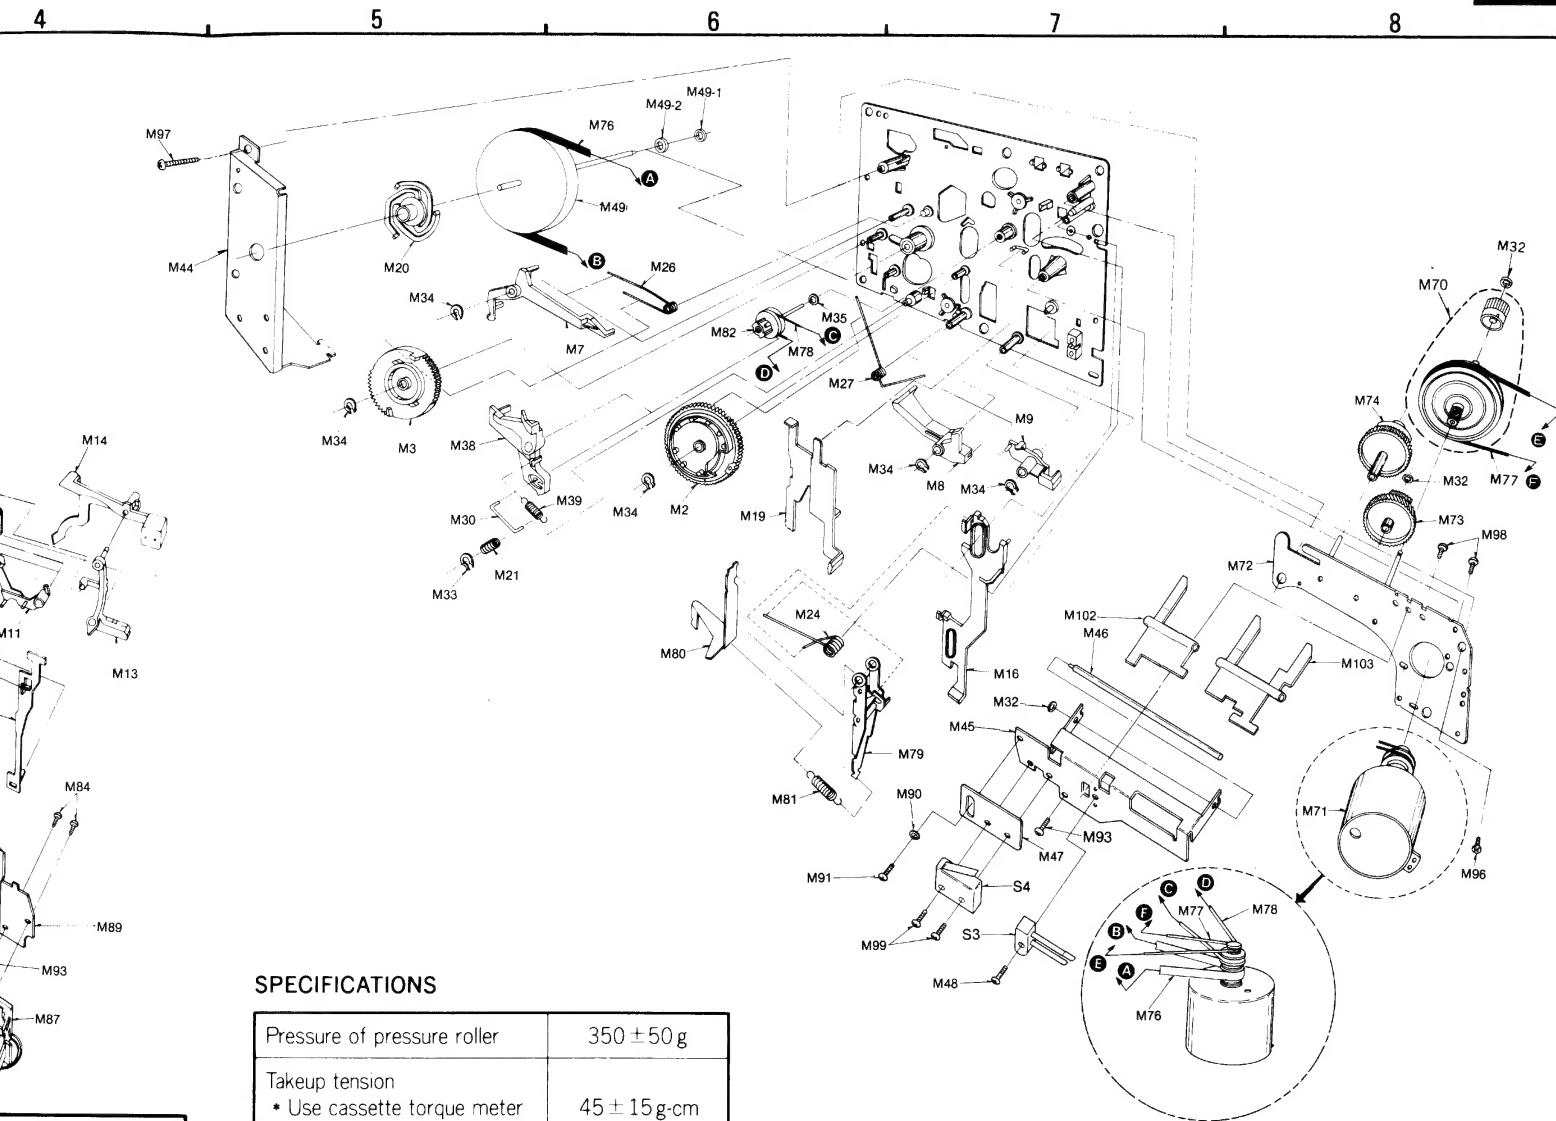 4 5 6 7 8
M97
M49-2
M49-1
M76
A
M49
M44
M20
B
M26
M34
M35
M82
M78
C
D
M7
M27
M32
M70
M34
M3
M38
M39
M30
M33
M21
M34
M2
M19
M34
M8
M9
M34
M74
E
M77
F
M32
M73
M98
M72
M14
M11
M13
M80
M24
M16
M102
M46
M103
M32
M45
M79
M81
M90
M91
M47
M93
M71
M96
M84
M89
M93
M87
S4
M99
S3
M48
C
D
M77
M78
F
B
E
A
M76
SPECIFICATIONS
Pressure of pressure roller 350 ± 50 g
Takeup tension
* Use cassette torque meter 45 ± 15 g-cm